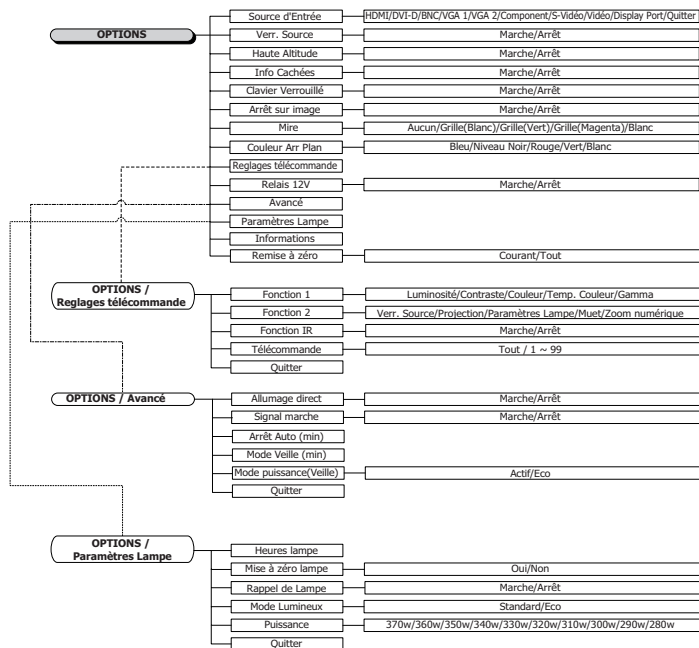 Source d'Entrée HDMI/DVI-D/BNC/VGA 1/VGA 2/Component/S-Vidéo/Vidéo/Display Port/Quitter
OPTIONS Verr. Source Marche/Arrêt
Haute Altitude Marche/Arrêt
Info Cachées Marche/Arrêt
Clavier Verrouillé Marche/Arrêt
Arrêt sur image Marche/Arrêt
Mire Aucun/Grille(Blanc)/Grille(Vert)/Grille(Magenta)/Blanc
Couleur Arr Plan Bleu/Niveau Noir/Rouge/Vert/Blanc
Reglages télécommande
Relais 12V Marche/Arrêt
Avancé
Paramètres Lampe
Informations
Remise à zéro Courant/Tout
OPTIONS /
Reglages télécommande
Fonction 1 Luminosité/Contraste/Couleur/Temp. Couleur/Gamma
Fonction 2 Verr. Source/Projection/Paramètres Lampe/Muet/Zoom numérique
Fonction IR Marche/Arrêt
Télécommande Tout / 1 ~ 99
Quitter
OPTIONS / Avancé Allumage direct Marche/Arrêt
Signal marche Marche/Arrêt
Arrêt Auto (min)
Mode Veille (min)
Mode puissance(Veille) Actif/Eco
Quitter
OPTIONS /
Paramètres Lampe
Heures lampe
Mise à zéro lampe Oui/Non
Rappel de Lampe Marche/Arrêt
Mode Lumineux Standard/Eco
Puissance 370w/360w/350w/340w/330w/320w/310w/300w/290w/280w
Quitter